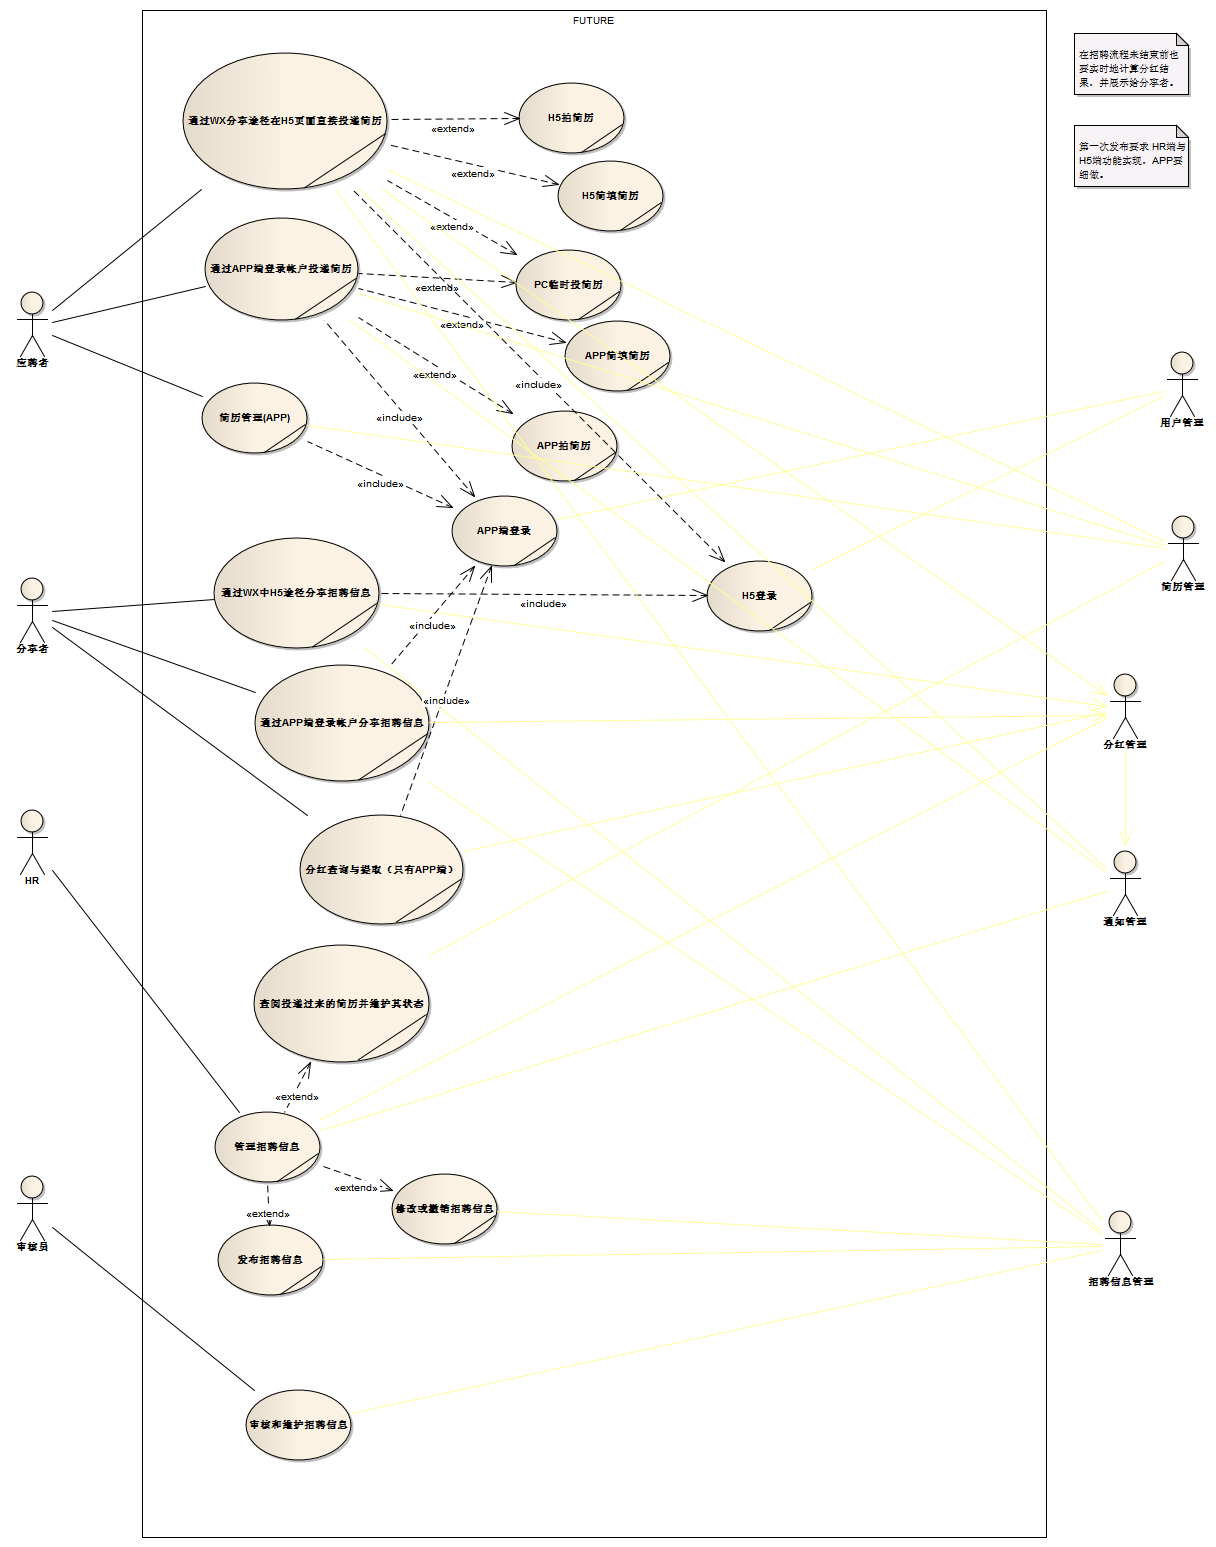 FUTURE
在招聘流程未结束前也
要实时地计算分红结
果，并展示给分享者。
第一次发布要求 HR端与
H5端功能实现，APP要
细做。
通过WX分享途径在H5页面直接投递简历
H5拍简历
«extend»
«extend»
H5简填简历
«extend»
通过APP端登录帐户投递简历
PC临时投简历
«extend»
«extend»
APP简填简历
应聘者
«extend»
«include»
用户管理
简历管理(APP)
«include»
APP拍简历
«include»
APP端登录
简历管理
通过WX中H5途径分享招聘信息
H5登录
«include»
«include»
分享者
«include»
通过APP端登录帐户分享招聘信息
分红管理
分红查询与提取（只有APP端）
HR
通知管理
查阅投递过来的简历并维护其状态
«extend»
管理招聘信息
«extend»
修改或撤销招聘信息
«extend»
审核员
发布招聘信息
招聘信息管理
审核和维护招聘信息